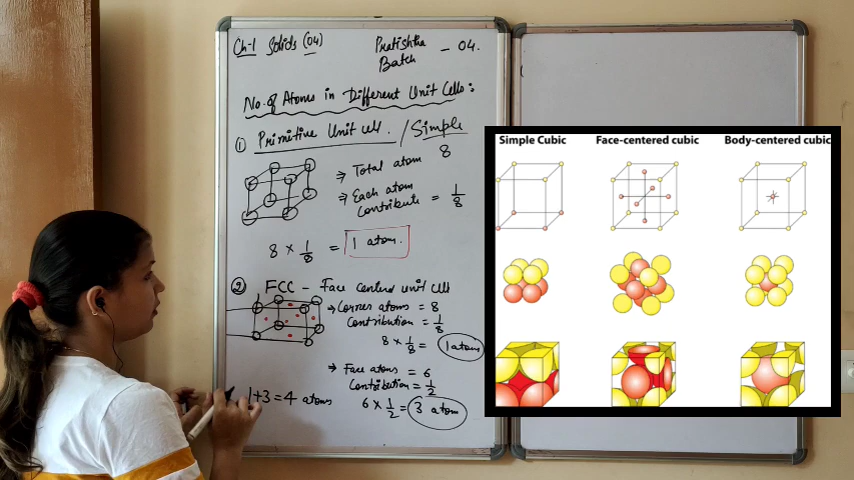 Ch-1 Solids (04)
Pratishtha - 04.
Batch
No. of Atoms in Different Unit Cells:
① Primitive Unit cell. / Simple
⇒ Total atom 8
⇒ Each atom
contribute = 1/8
8 × 1/8 = 1 atom.
② FCC - Face Centred unit cell
→ Corner atoms = 8
Contribution = 1/8
8 × 1/8 = 1 atom
→ Face atoms = 6
Contribution = 1/2
6 × 1/2 = 3 atom
1+3 = 4 atoms
Simple Cubic
Face-centered cubic
Body-centered cubic